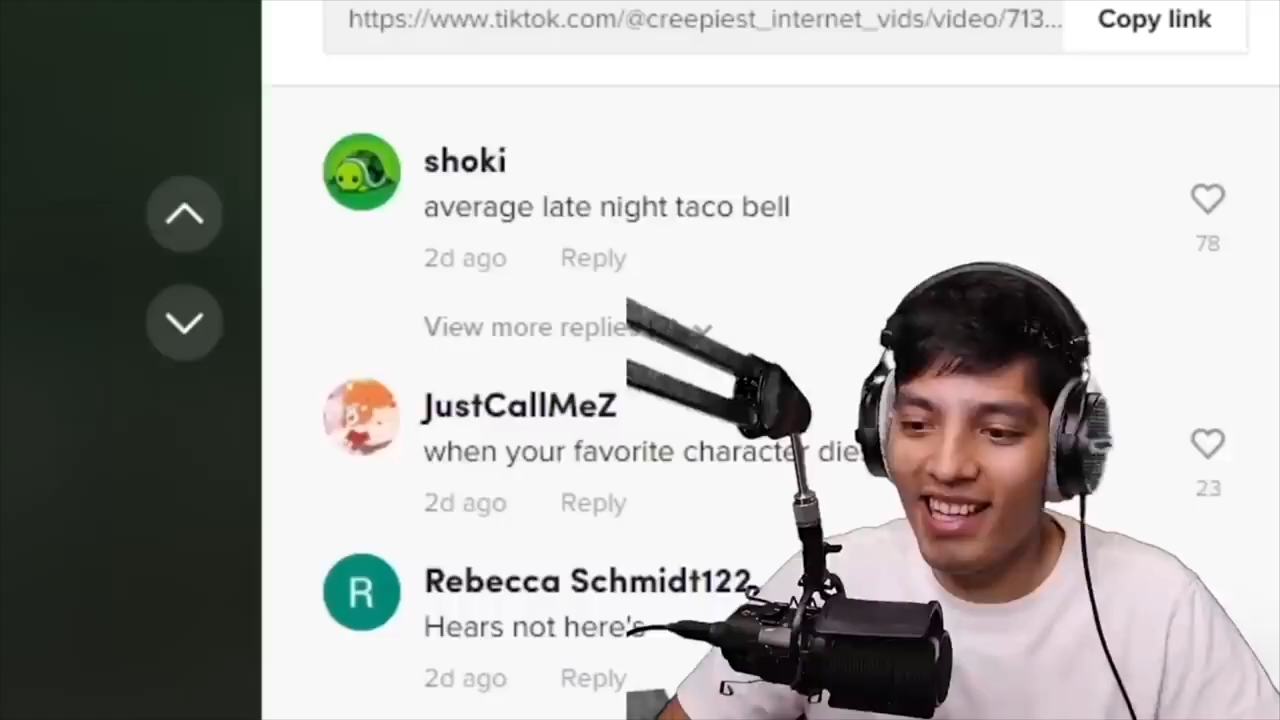 https://www.tiktok.com/@creepiest_internet_vids/video/713...
Copy link
shoki
average late night taco bell
78
2d ago
Reply
View more replies
JustCallMeZ
when your favorite character
23
2d ago
Reply
R
Rebecca Schmidt122
Hears not here's
2d ago
Reply